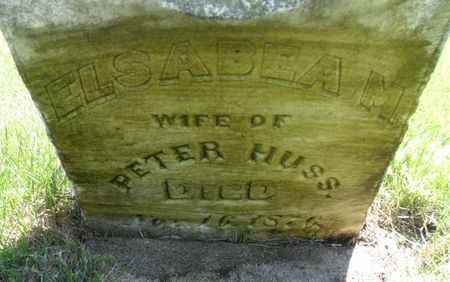 ELSABEA M.
WIFE OF
PETER HUSS
DIED